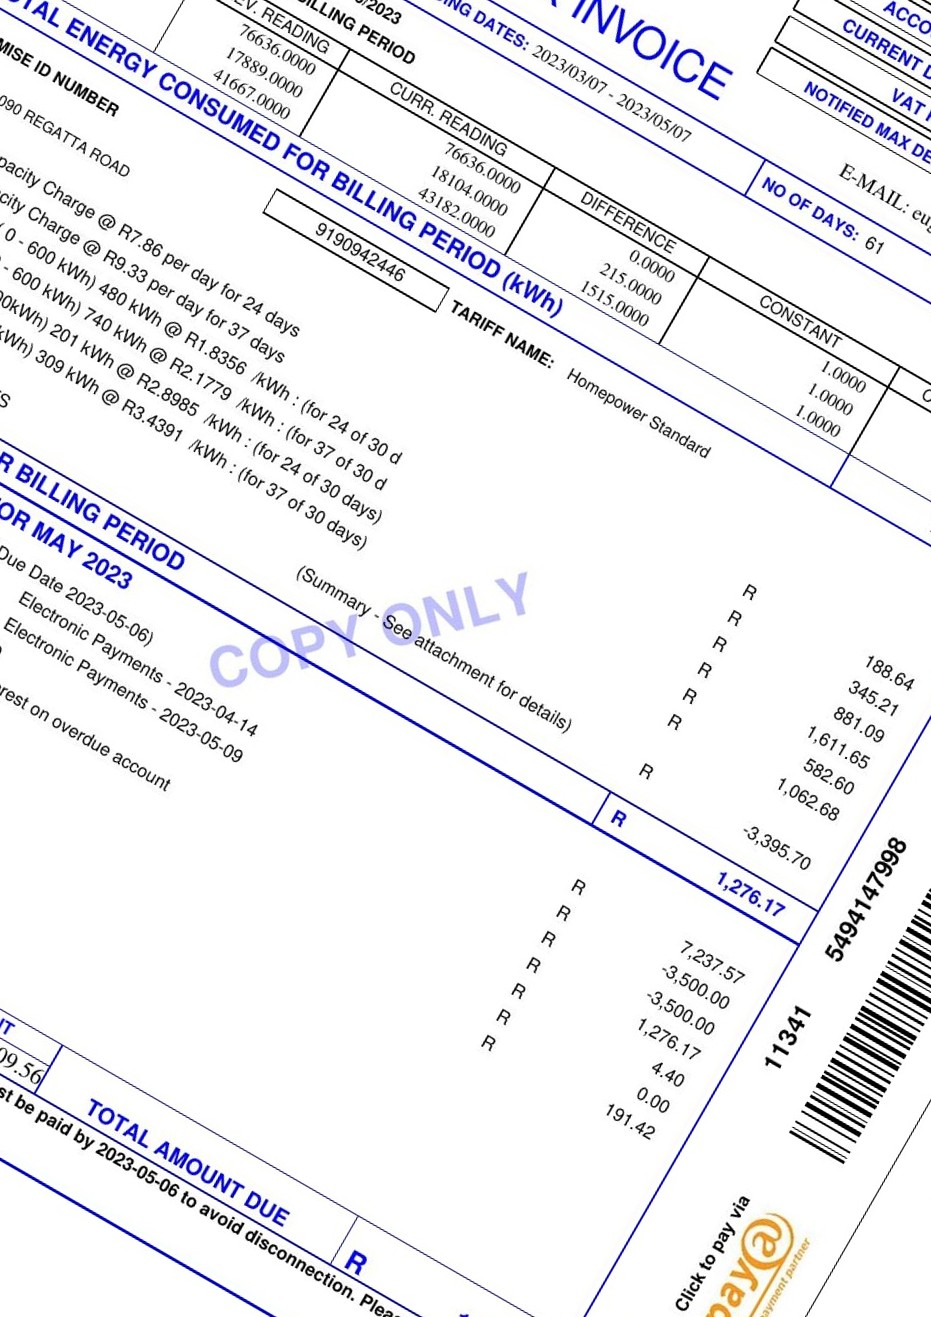 INVOICE
ACCO
CURRENT D
VAT
NOTIFIED MAX DE
E-MAIL: eug
ING DATES: 2023/03/07 - 2023/05/07
NO OF DAYS: 61
/2023
BILLING PERIOD
EV. READING CURR. READING DIFFERENCE CONSTANT
76636.0000 76636.0000 0.0000 1.0000
17889.0000 18104.0000 215.0000 1.0000
41667.0000 43182.0000 1515.0000 1.0000
OTAL ENERGY CONSUMED FOR BILLING PERIOD (kWh)
MISE ID NUMBER 9190942446 TARIFF NAME: Homepower Standard
090 REGATTA ROAD
pacity Charge @ R7.86 per day for 24 days R 188.64
city Charge @ R9.33 per day for 37 days R 345.21
( 0 - 600 kWh) 480 kWh @ R1.8356 /kWh : (for 24 of 30 d R 881.09
- 600 kWh) 740 kWh @ R2.1779 /kWh : (for 37 of 30 d R 1,611.65
0kWh) 201 kWh @ R2.8985 /kWh : (for 24 of 30 days) R 582.60
kWh) 309 kWh @ R3.4391 /kWh : (for 37 of 30 days) R 1,062.68
S (Summary - See attachment for details) R -3,395.70
R BILLING PERIOD R 1,276.17
OR MAY 2023
Due Date 2023-05-06) R 7,237.57
Electronic Payments - 2023-04-14 R -3,500.00
Electronic Payments - 2023-05-09 R -3,500.00
R 1,276.17
rest on overdue account R 4.40
R 0.00
R 191.42
COPY ONLY
NT
09.56
TOTAL AMOUNT DUE R
st be paid by 2023-05-06 to avoid disconnection. Plea
11341 5494147998
Click to pay via
pay@
payment partner